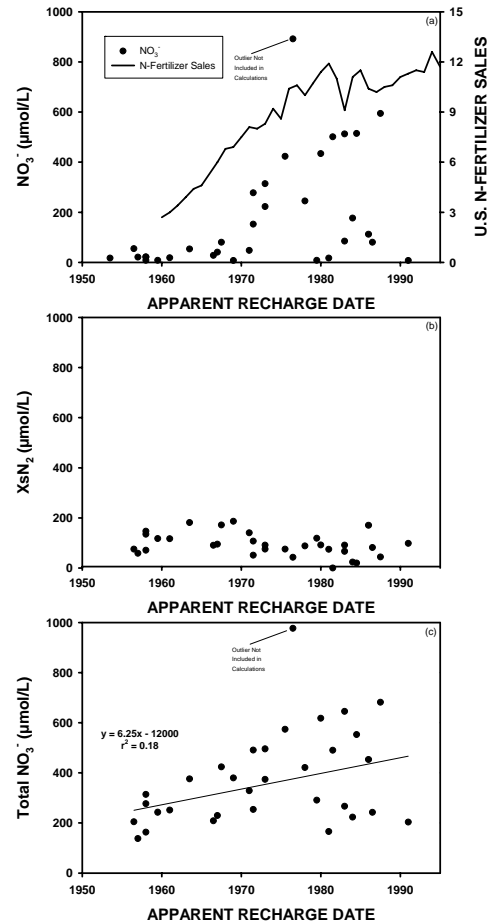 (a)
1000
800
600
400
200
0
NO₃⁻ (µmol/L)
NO₃⁻
N-Fertilizer Sales
Outlier Not
Included in
Calculations
15
12
9
6
3
0
U.S. N-FERTILIZER SALES
1950 1960 1970 1980 1990
APPARENT RECHARGE DATE
(b)
1000
800
600
400
200
0
XsN₂ (µmol/L)
1950 1960 1970 1980 1990
APPARENT RECHARGE DATE
(c)
1000
800
600
400
200
0
Total NO₃⁻ (µmol/L)
Outlier Not
Included in
Calculations
y = 6.25x - 12000
r² = 0.18
1950 1960 1970 1980 1990
APPARENT RECHARGE DATE